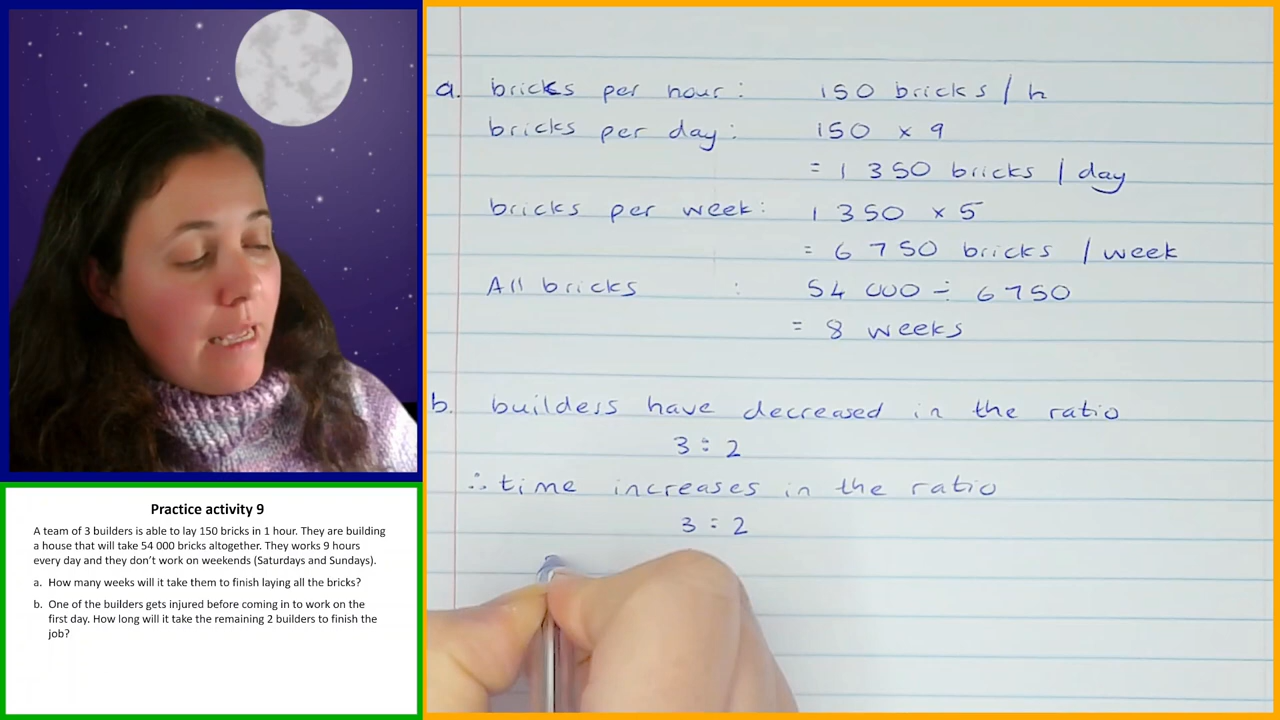 a. bricks per hour : 150 bricks / h
bricks per day : 150 × 9
= 1 350 bricks / day
bricks per week : 1 350 × 5
= 6 750 bricks / week
All bricks : 54 000 ÷ 6 750
= 8 weeks
b. builders have decreased in the ratio
3 : 2
∴ time increases in the ratio
3 : 2
Practice activity 9
A team of 3 builders is able to lay 150 bricks in 1 hour. They are building
a house that will take 54 000 bricks altogether. They works 9 hours
every day and they don't work on weekends (Saturdays and Sundays).
a. How many weeks will it take them to finish laying all the bricks?
b. One of the builders gets injured before coming in to work on the
first day. How long will it take the remaining 2 builders to finish the
job?